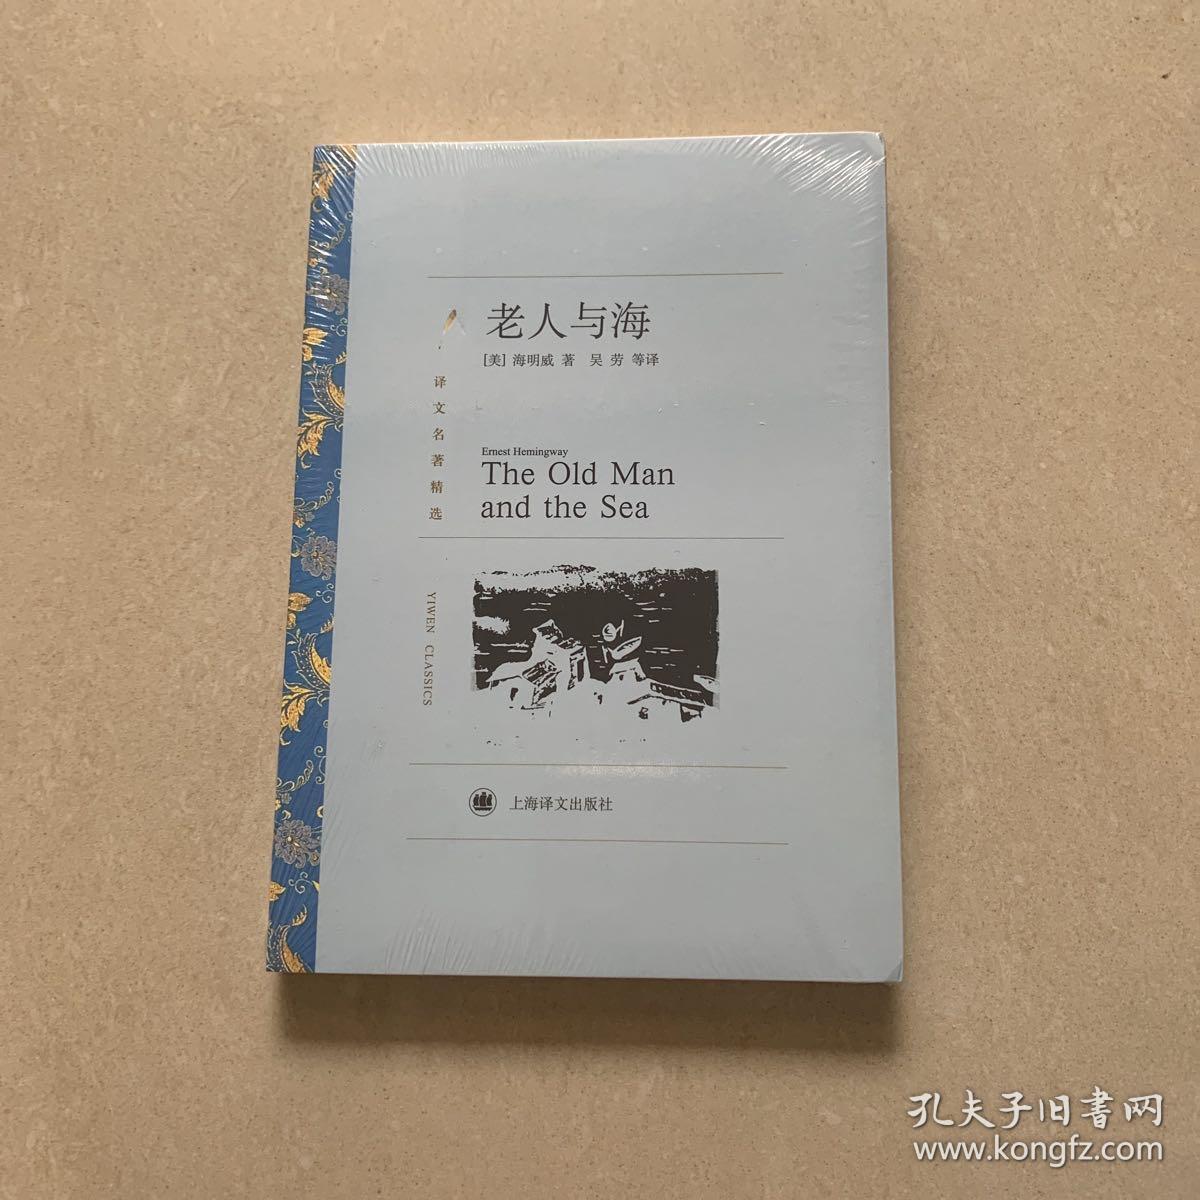 老人与海
[美] 海明威 著 吴 劳 等译
译文名著精选
Ernest Hemingway
The Old Man
and the Sea
YIWEN CLASSICS
上海译文出版社
孔夫子旧書网
www.kongfz.com